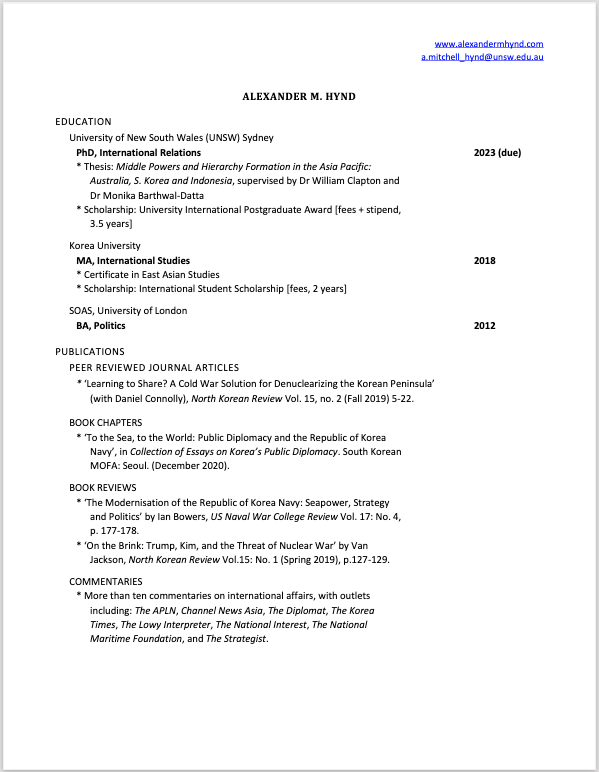 www.alexandermhynd.com
a.mitchell_hynd@unsw.edu.au
ALEXANDER M. HYND
EDUCATION
University of New South Wales (UNSW) Sydney
PhD, International Relations 2023 (due)
* Thesis: Middle Powers and Hierarchy Formation in the Asia Pacific:
Australia, S. Korea and Indonesia, supervised by Dr William Clapton and
Dr Monika Barthwal-Datta
* Scholarship: University International Postgraduate Award [fees + stipend,
3.5 years]
Korea University
MA, International Studies 2018
* Certificate in East Asian Studies
* Scholarship: International Student Scholarship [fees, 2 years]
SOAS, University of London
BA, Politics 2012
PUBLICATIONS
PEER REVIEWED JOURNAL ARTICLES
* ‘Learning to Share? A Cold War Solution for Denuclearizing the Korean Peninsula’
(with Daniel Connolly), North Korean Review Vol. 15, no. 2 (Fall 2019) 5-22.
BOOK CHAPTERS
* ‘To the Sea, to the World: Public Diplomacy and the Republic of Korea
Navy’, in Collection of Essays on Korea’s Public Diplomacy. South Korean
MOFA: Seoul. (December 2020).
BOOK REVIEWS
* ‘The Modernisation of the Republic of Korea Navy: Seapower, Strategy
and Politics’ by Ian Bowers, US Naval War College Review Vol. 17: No. 4,
p. 177-178.
* ‘On the Brink: Trump, Kim, and the Threat of Nuclear War’ by Van
Jackson, North Korean Review Vol.15: No. 1 (Spring 2019), p.127-129.
COMMENTARIES
* More than ten commentaries on international affairs, with outlets
including: The APLN, Channel News Asia, The Diplomat, The Korea
Times, The Lowy Interpreter, The National Interest, The National
Maritime Foundation, and The Strategist.